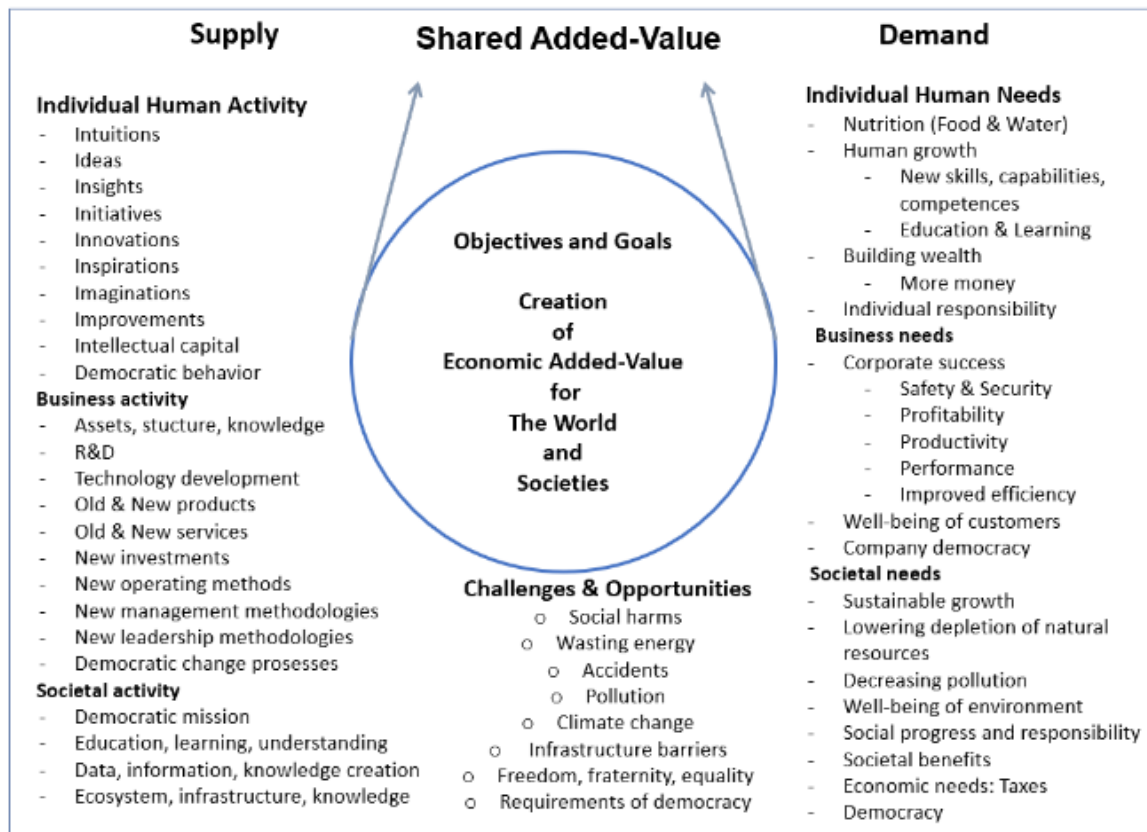 Supply
Individual Human Activity
- Intuitions
- Ideas
- Insights
- Initiatives
- Innovations
- Inspirations
- Imaginations
- Improvements
- Intellectual capital
- Democratic behavior
Business activity
- Assets, stucture, knowledge
- R&D
- Technology development
- Old & New products
- Old & New services
- New investments
- New operating methods
- New management methodologies
- New leadership methodologies
- Democratic change prosesses
Societal activity
- Democratic mission
- Education, learning, understanding
- Data, information, knowledge creation
- Ecosystem, infrastructure, knowledge
Shared Added-Value
Objectives and Goals
Creation
of
Economic Added-Value
for
The World
and
Societies
Challenges & Opportunities
o Social harms
o Wasting energy
o Accidents
o Pollution
o Climate change
o Infrastructure barriers
o Freedom, fraternity, equality
o Requirements of democracy
Demand
Individual Human Needs
- Nutrition (Food & Water)
- Human growth
- New skills, capabilities,
competences
- Education & Learning
- Building wealth
- More money
- Individual responsibility
Business needs
- Corporate success
- Safety & Security
- Profitability
- Productivity
- Performance
- Improved efficiency
- Well-being of customers
- Company democracy
Societal needs
- Sustainable growth
- Lowering depletion of natural
resources
- Decreasing pollution
- Well-being of environment
- Social progress and responsibility
- Societal benefits
- Economic needs: Taxes
- Democracy